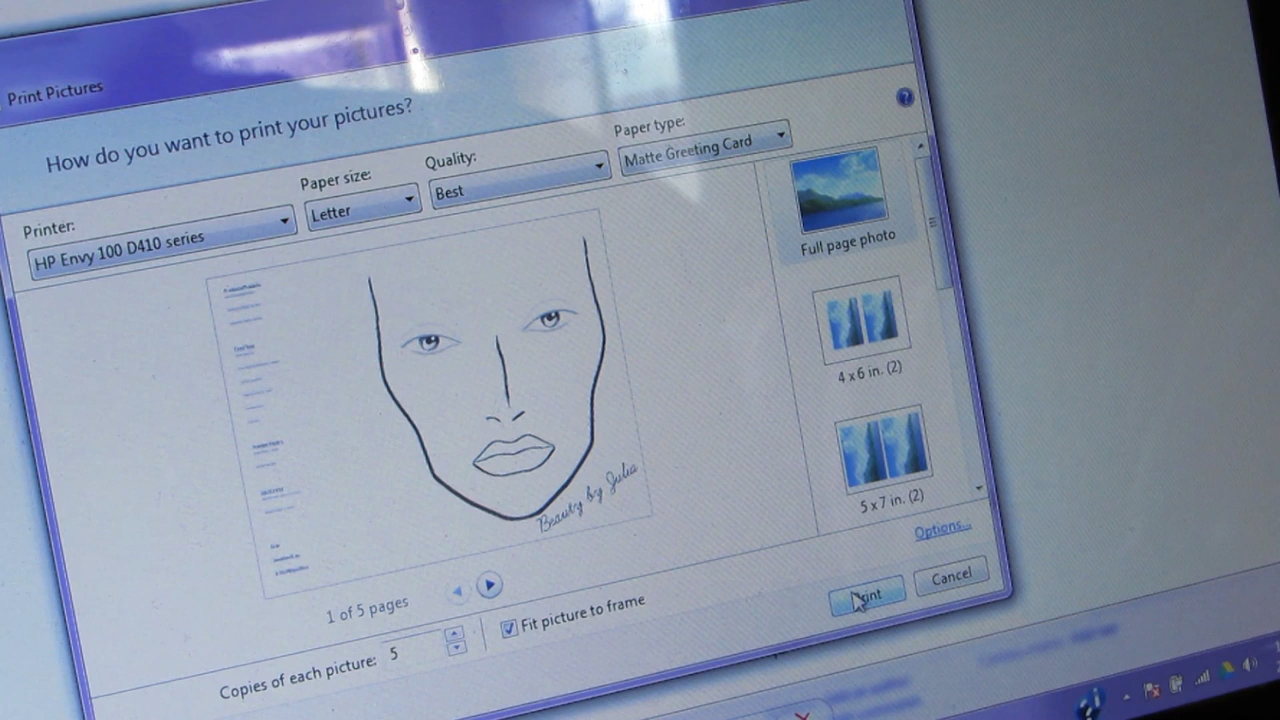 Print Pictures
How do you want to print your pictures?
Printer:
Paper size:
Quality:
Paper type:
HP Envy 100 D410 series
Letter
Best
Matte Greeting Card
Full page photo
4 x 6 in. (2)
5 x 7 in. (2)
Beauty by Julia
Options...
1 of 5 pages
Print
Cancel
Copies of each picture:
5
Fit picture to frame